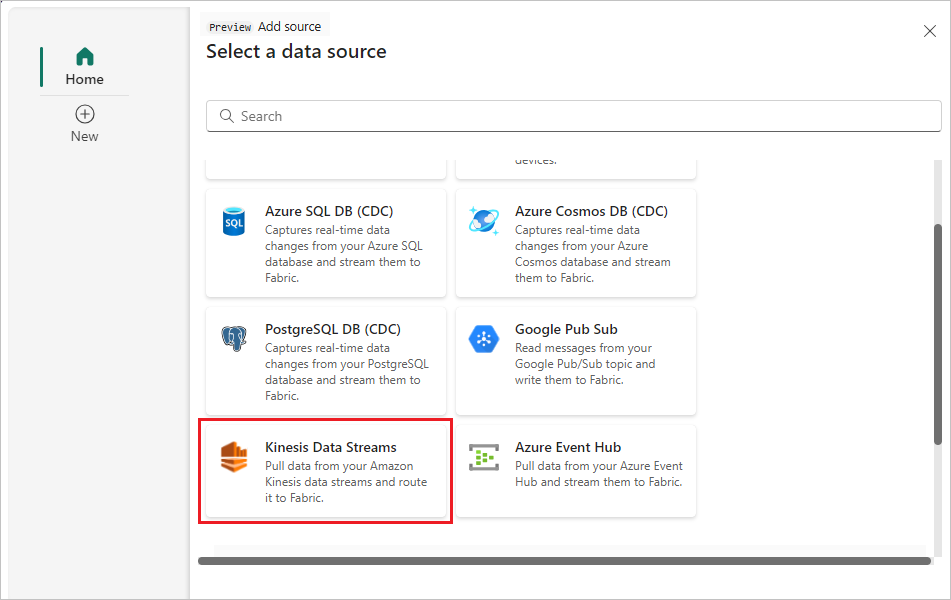 Preview Add source
Select a data source
Home
New
Search
devices.
SQL
Azure SQL DB (CDC)
Captures real-time data
changes from your Azure SQL
database and stream them to
Fabric.
Azure Cosmos DB (CDC)
Captures real-time data
changes from your Azure
Cosmos database and stream
them to Fabric.
PostgreSQL DB (CDC)
Captures real-time data
changes from your PostgreSQL
database and stream them to
Fabric.
Google Pub Sub
Read messages from your
Google Pub/Sub topic and
write them to Fabric.
Kinesis Data Streams
Pull data from your Amazon
Kinesis data streams and route
it to Fabric.
Azure Event Hub
Pull data from your Azure Event
Hub and stream them to Fabric.